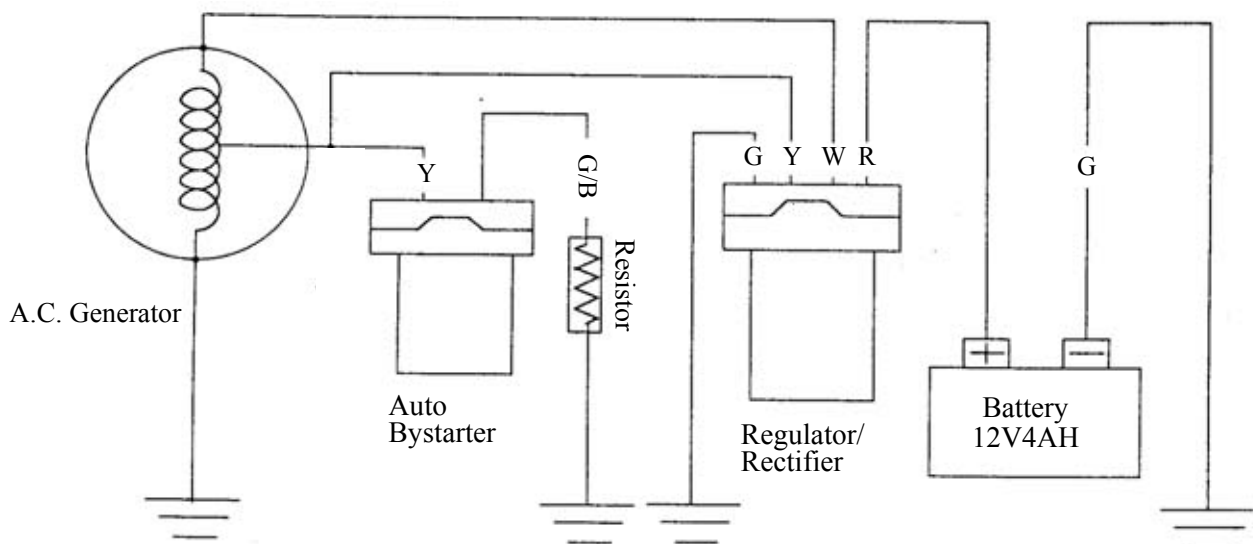 G Y W R
Y
G/B
G
Resistor
A.C. Generator
Auto
Bystarter
Regulator/
Rectifier
Battery
12V4AH